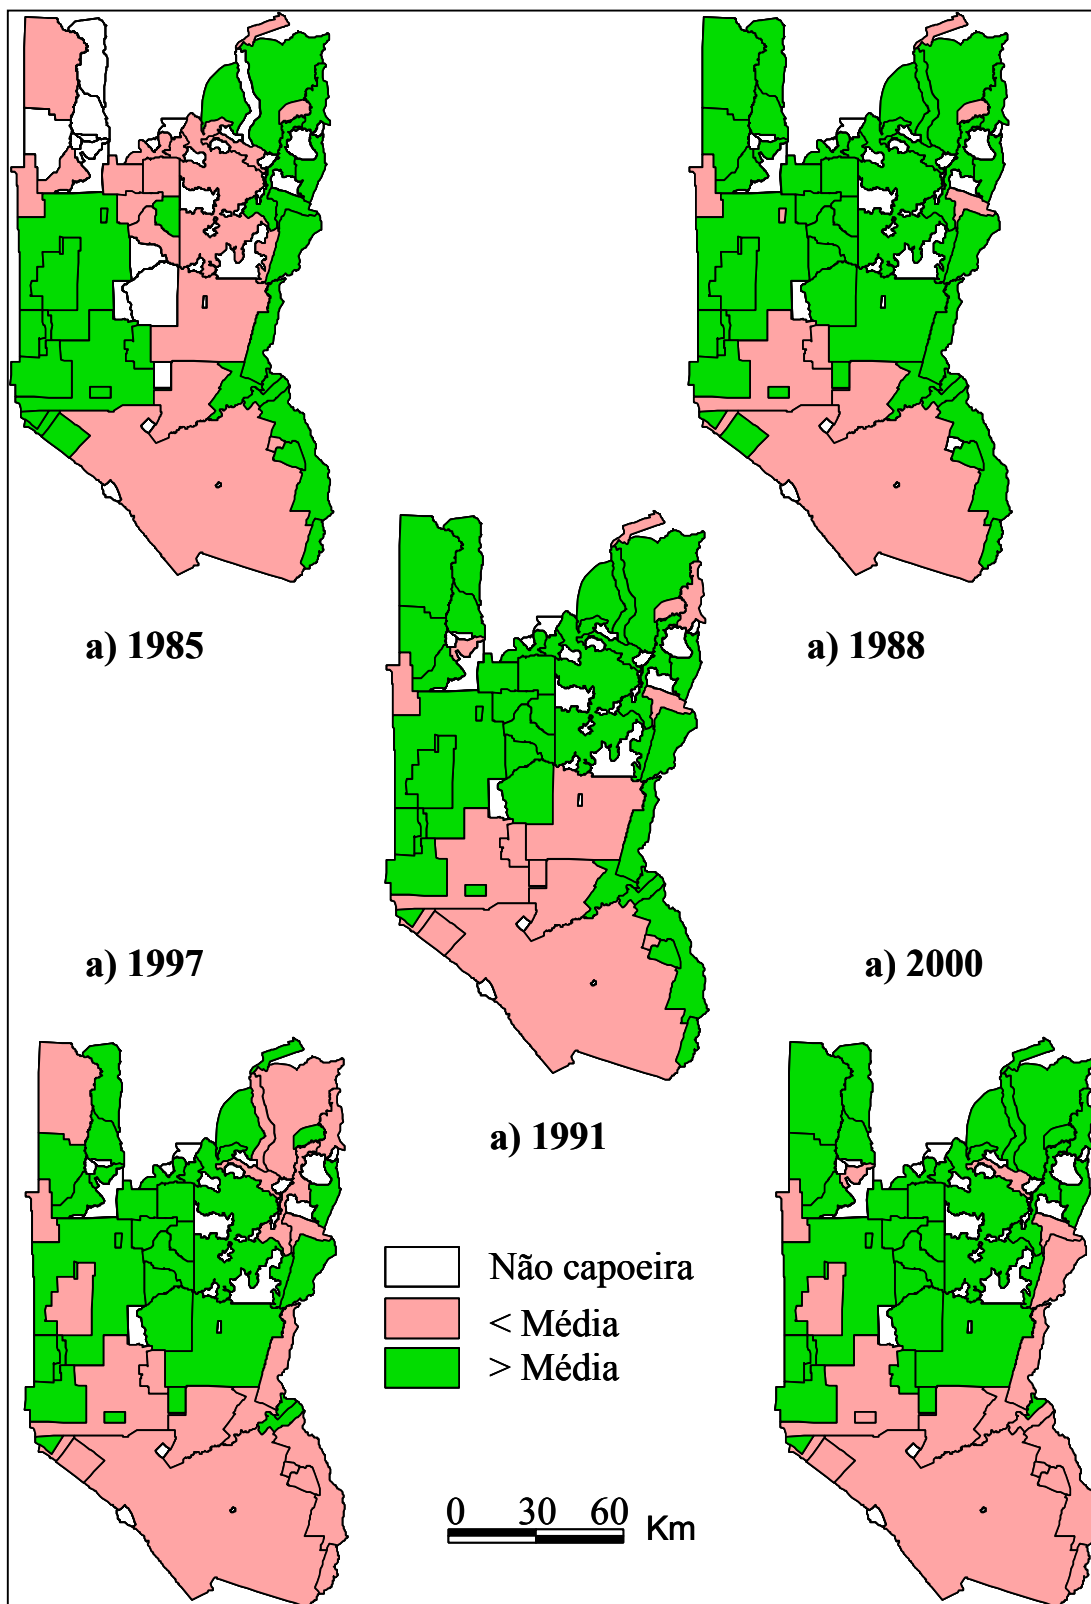 a) 1985
a) 1988
a) 1997
a) 2000
a) 1991
Não capoeira
< Média
> Média
0 30 60 Km